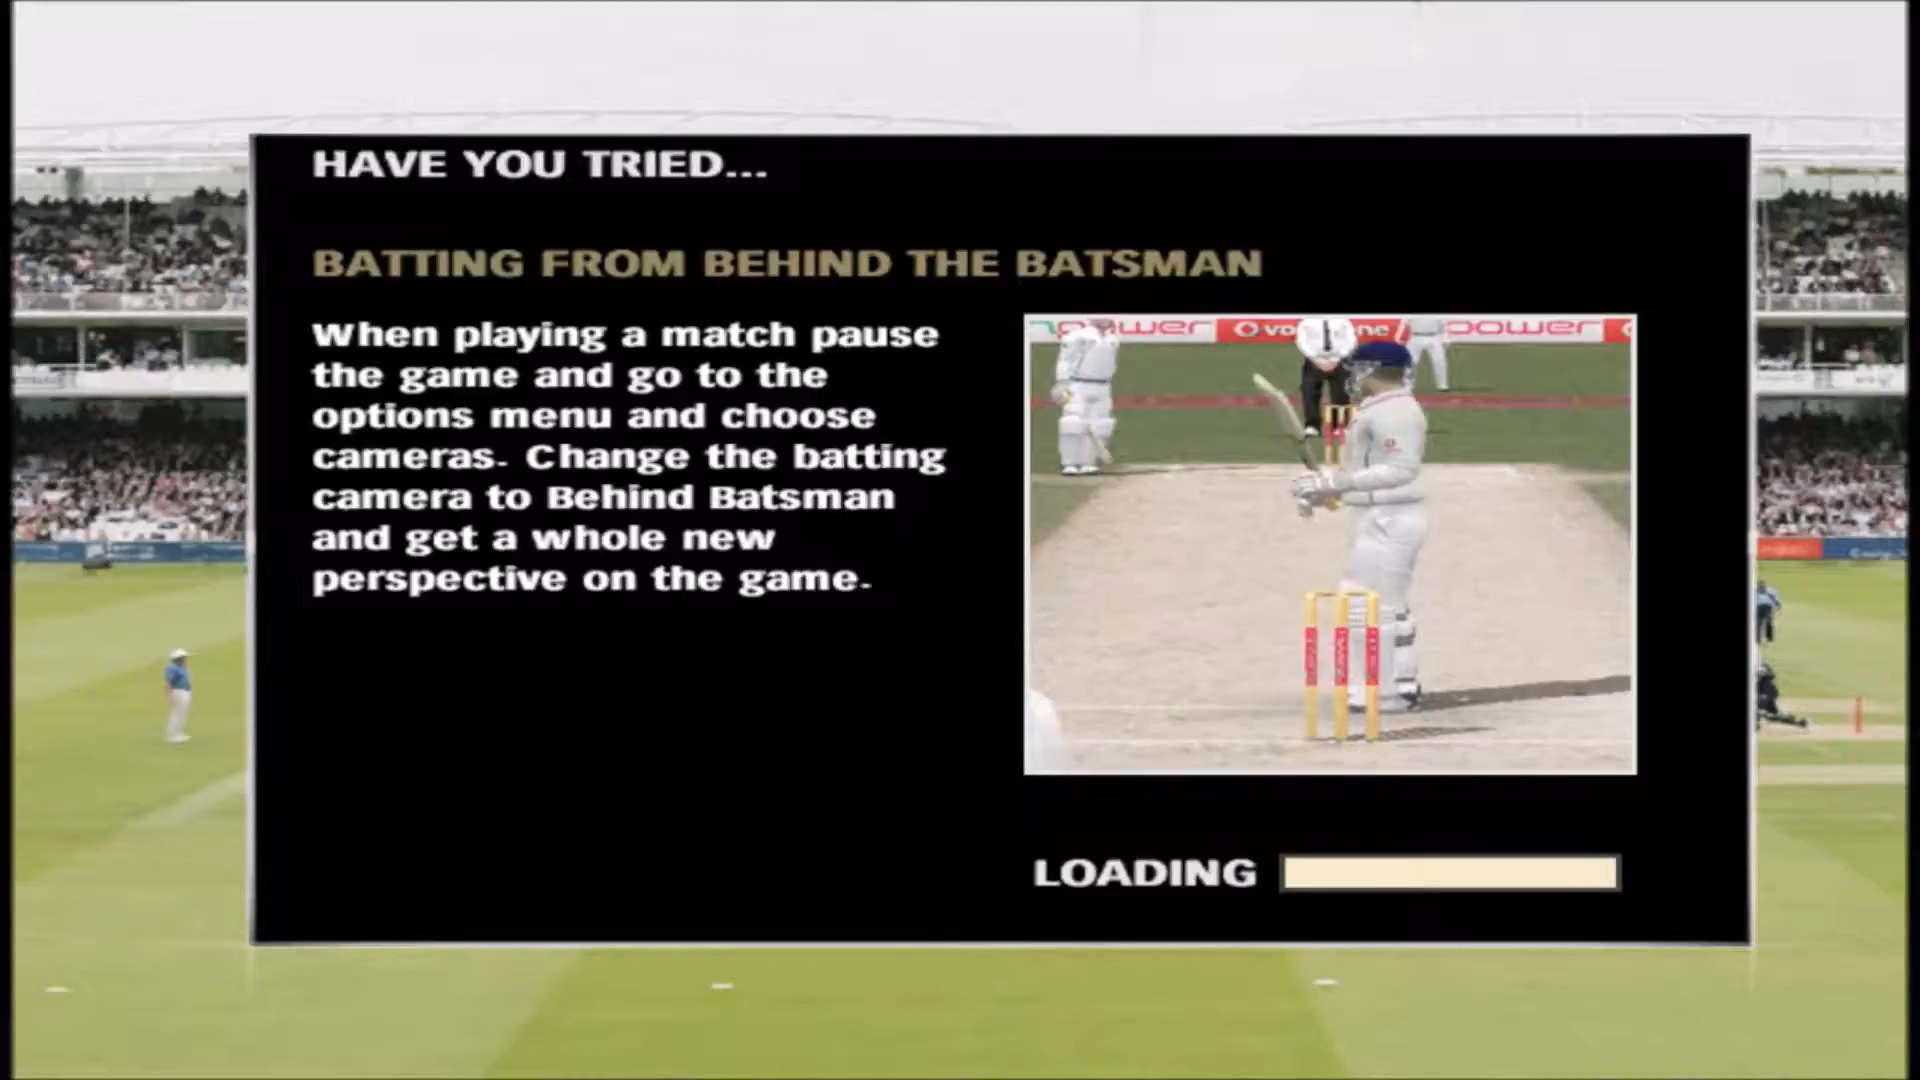 HAVE YOU TRIED...
BATTING FROM BEHIND THE BATSMAN
When playing a match pause
the game and go to the
options menu and choose
cameras. Change the batting
camera to Behind Batsman
and get a whole new
perspective on the game.
npower
npower
LOADING